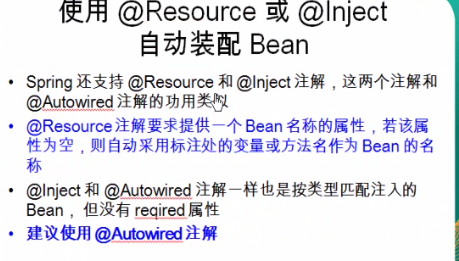 使用 @Resource 或 @Inject
自动装配 Bean
• Spring 还支持 @Resource 和 @Inject 注解，这两个注解和
@Autowired 注解的功用类似
• @Resource 注解要求提供一个 Bean 名称的属性，若该属
性为空，则自动采用标注处的变量或方法名作为 Bean 的名
称
• @Inject 和 @Autowired 注解一样也是按类型匹配注入的
Bean， 但没有 reqired 属性
• 建议使用 @Autowired 注解